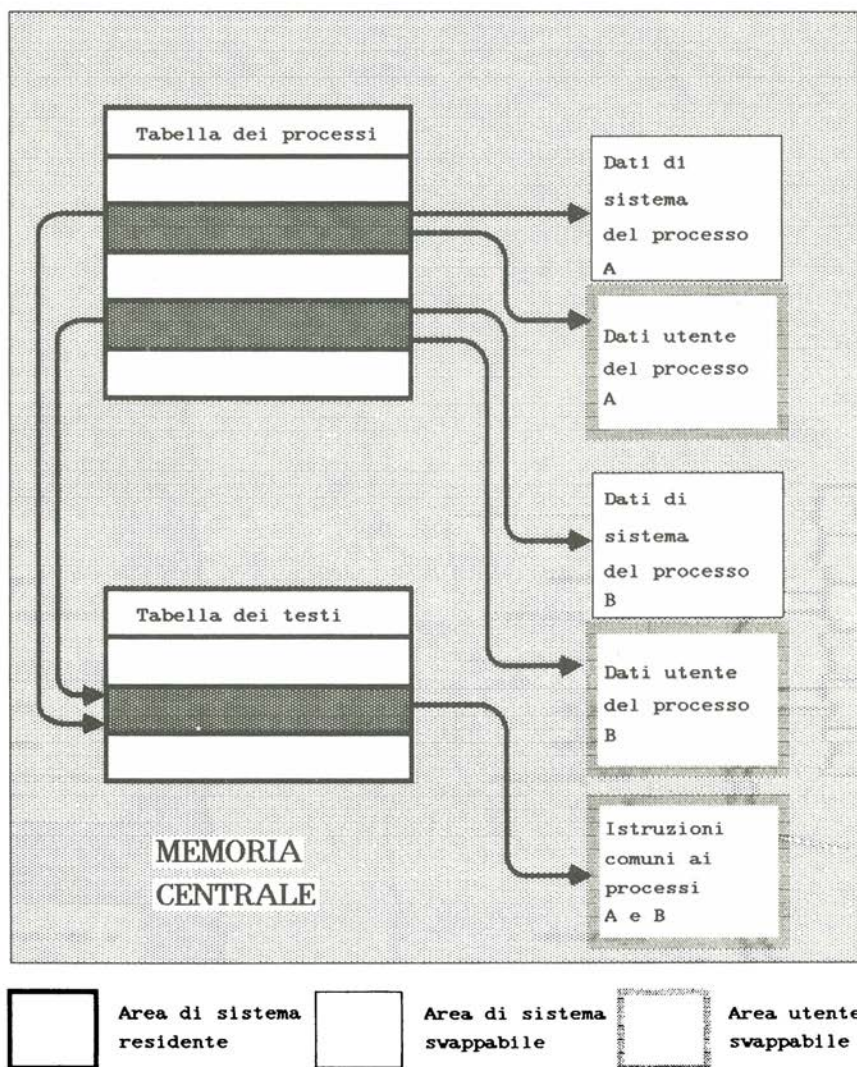 Tabella dei processi
Dati di
sistema
del processo
A
Dati utente
del processo
A
Dati di
sistema
del processo
B
Tabella dei testi
Dati utente
del processo
B
Istruzioni
comuni ai
processi
A e B
MEMORIA
CENTRALE
Area di sistema
residente
Area di sistema
swappabile
Area utente
swappabile